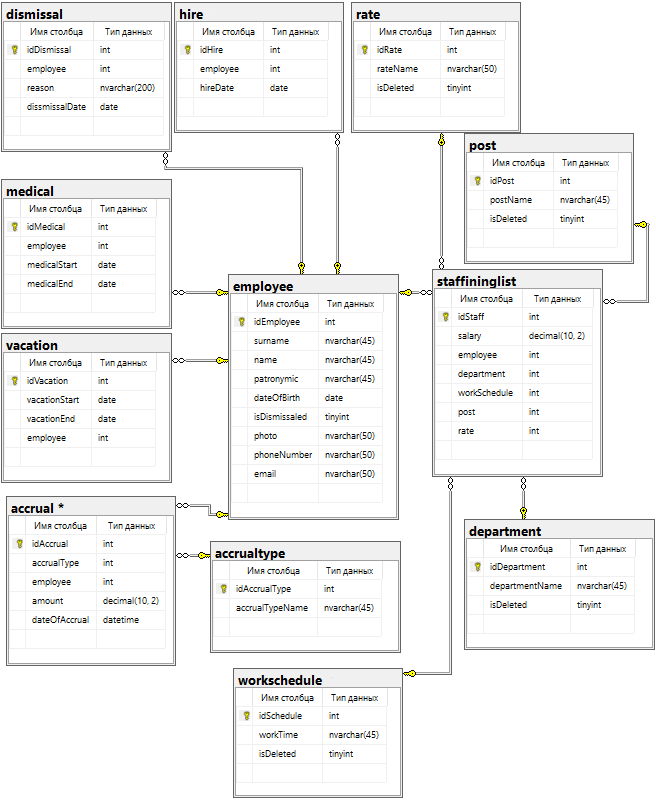 dismissal
Имя столбца Тип данных
idDismissal int
employee int
reason nvarchar(200)
dissmissalDate date
hire
Имя столбца Тип данных
idHire int
employee int
hireDate date
rate
Имя столбца Тип данных
idRate int
rateName nvarchar(50)
isDeleted tinyint
post
Имя столбца Тип данных
idPost int
postName nvarchar(45)
isDeleted tinyint
medical
Имя столбца Тип данных
idMedical int
employee int
medicalStart date
medicalEnd date
employee
Имя столбца Тип данных
idEmployee int
surname nvarchar(45)
name nvarchar(45)
patronymic nvarchar(45)
dateOfBirth date
isDismissaled tinyint
photo nvarchar(50)
phoneNumber nvarchar(50)
email nvarchar(50)
staffininglist
Имя столбца Тип данных
idStaff int
salary decimal(10, 2)
employee int
department int
workSchedule int
post int
rate int
vacation
Имя столбца Тип данных
idVacation int
vacationStart date
vacationEnd date
employee int
accrual *
Имя столбца Тип данных
idAccrual int
accrualType int
employee int
amount decimal(10, 2)
dateOfAccrual datetime
accrualtype
Имя столбца Тип данных
idAccrualType int
accrualTypeName nvarchar(45)
department
Имя столбца Тип данных
idDepartment int
departmentName nvarchar(45)
isDeleted tinyint
workschedule
Имя столбца Тип данных
idSchedule int
workTime nvarchar(45)
isDeleted tinyint